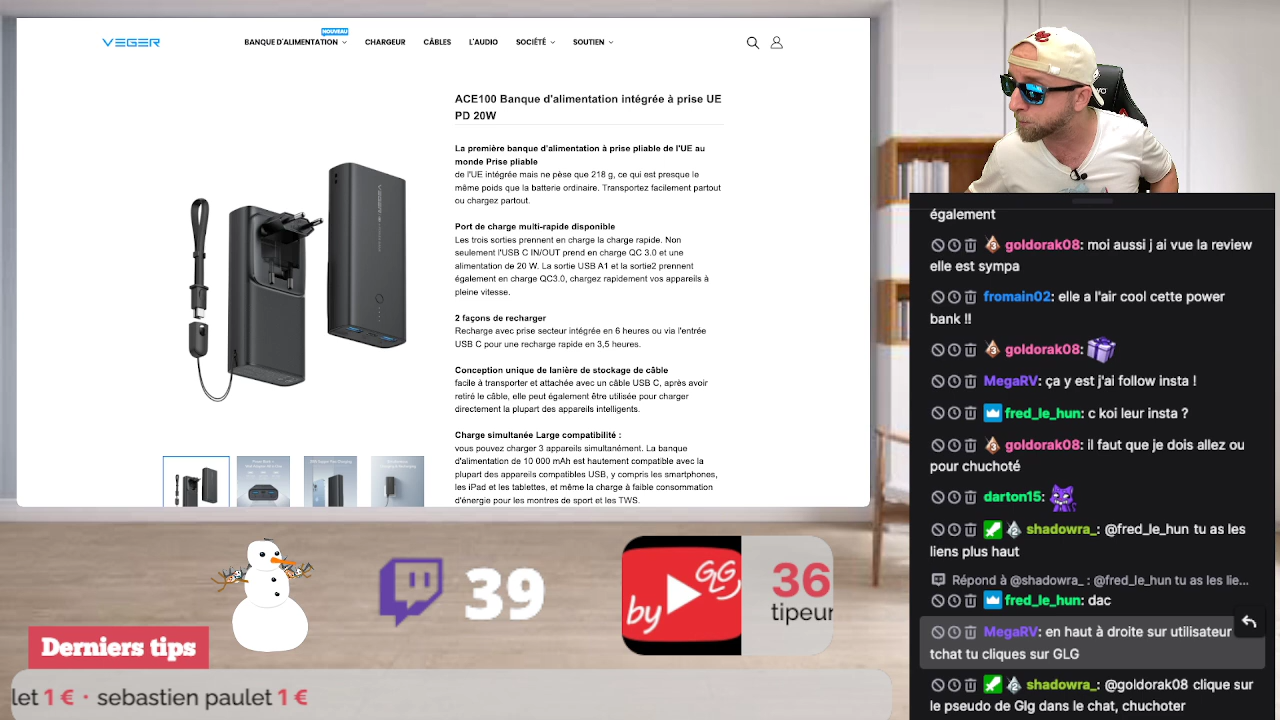 VEGER
NOUVEAU
BANQUE D'ALIMENTATION
CHARGEUR
CÂBLES
L'AUDIO
SOCIÉTÉ
SOUTIEN
ACE100 Banque d'alimentation intégrée à prise UE
PD 20W
La première banque d'alimentation à prise pliable de l'UE au
monde Prise pliable
de l'UE intégrée mais ne pèse que 218 g, ce qui est presque le
même poids que la batterie ordinaire. Transportez facilement partout
ou chargez partout.
Port de charge multi-rapide disponible
Les trois sorties prennent en charge la charge rapide. Non
seulement l'USB C IN/OUT prend en charge QC 3.0 et une
alimentation de 20 W. La sortie USB A1 et la sortie2 prennent
également en charge QC3.0, chargez rapidement vos appareils à
pleine vitesse.
2 façons de recharger
Recharge avec prise secteur intégrée en 6 heures ou via l'entrée
USB C pour une recharge rapide en 3,5 heures.
Conception unique de lanière de stockage de câble
facile à transporter et attachée avec un câble USB C, après avoir
retiré le câble, elle peut également être utilisée pour charger
directement la plupart des appareils intelligents.
Charge simultanée Large compatibilité :
vous pouvez charger 3 appareils simultanément. La banque
d'alimentation de 10 000 mAh est hautement compatible avec la
plupart des appareils compatibles USB, y compris les smartphones,
les iPad et les tablettes, et même la charge à faible consommation
d'énergie pour les montres de sport et les TWS.
également
goldorak08: moi aussi j ai vue la review
elle est sympa
fromain02: elle a l'air cool cette power
bank !!
goldorak08:
MegaRV: ça y est j'ai follow insta !
fred_le_hun: c koi leur insta ?
goldorak08: il faut que je dois allez ou
pour chuchoté
darton15:
shadowra_: @fred_le_hun tu as les
liens plus haut
Répond à @shadowra_ : @fred_le_hun tu as les lie...
fred_le_hun: dac
MegaRV: en haut à droite sur utilisateur
tchat tu cliques sur GLG
shadowra_: @goldorak08 clique sur
le pseudo de Glg dans le chat, chuchoter
39
by GLG
36
tipeur
Derniers tips
let 1 € · sebastien paulet 1 €